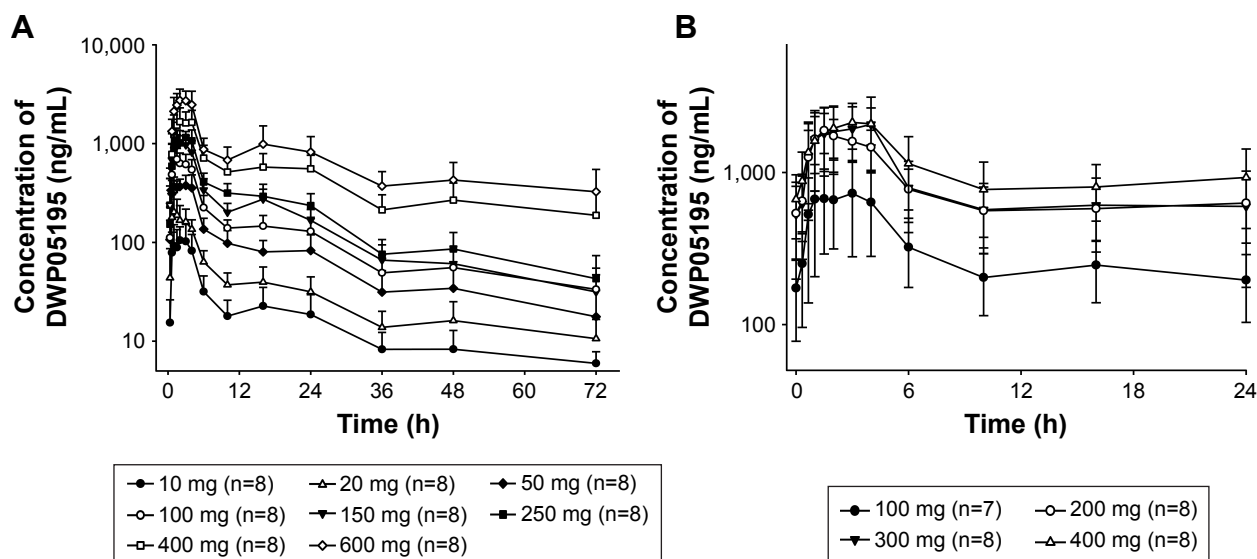 A
Concentration of
DWP05195 (ng/mL)
10,000
1,000
100
10
0
12
24
36
48
60
72
Time (h)
10 mg (n=8)
20 mg (n=8)
50 mg (n=8)
100 mg (n=8)
150 mg (n=8)
250 mg (n=8)
400 mg (n=8)
600 mg (n=8)
B
Concentration of
DWP05195 (ng/mL)
1,000
100
0
6
12
18
24
Time (h)
100 mg (n=7)
200 mg (n=8)
300 mg (n=8)
400 mg (n=8)